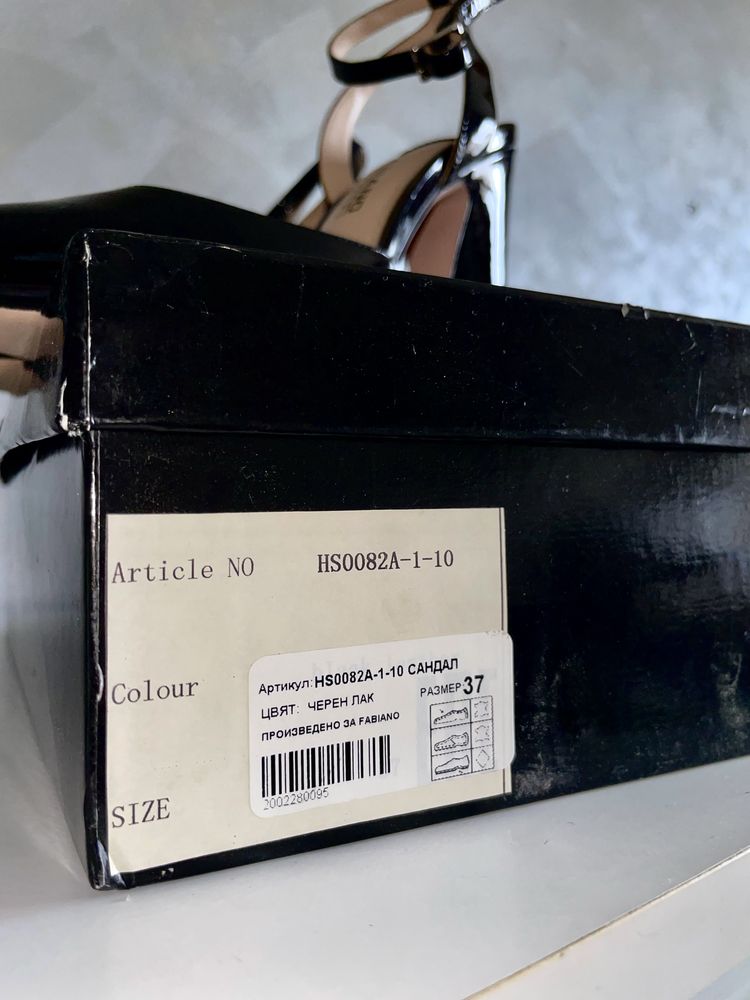 Article NO HS0082A-1-10
Colour
SIZE
Артикул: HS0082A-1-10 САНДАЛ
ЦВЯТ: ЧЕРЕН ЛАК
РАЗМЕР 37
ПРОИЗВЕДЕНО ЗА FABIANO
2002280095